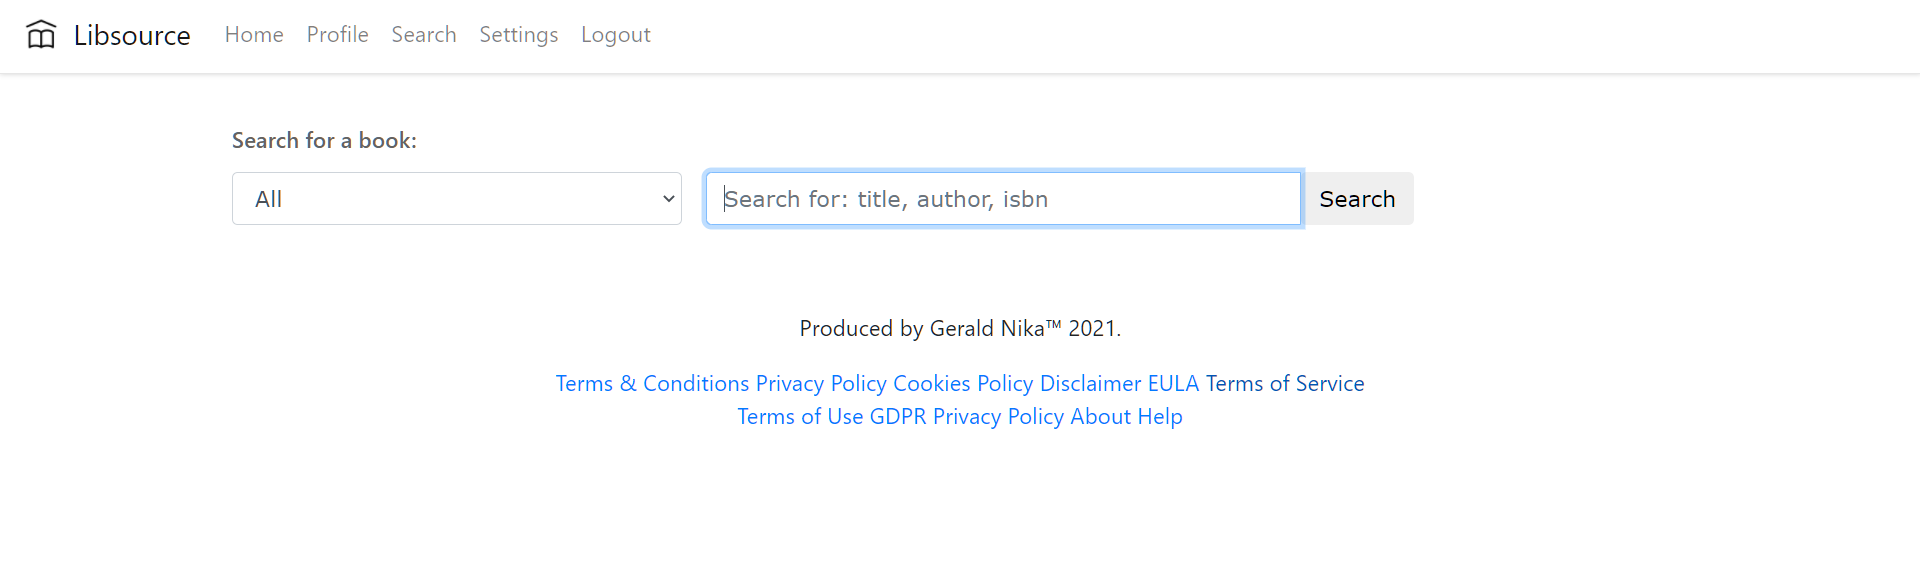 Libsource Home Profile Search Settings Logout
Search for a book:
All Search for: title, author, isbn Search
Produced by Gerald Nika™ 2021.
Terms & Conditions Privacy Policy Cookies Policy Disclaimer EULA Terms of Service
Terms of Use GDPR Privacy Policy About Help